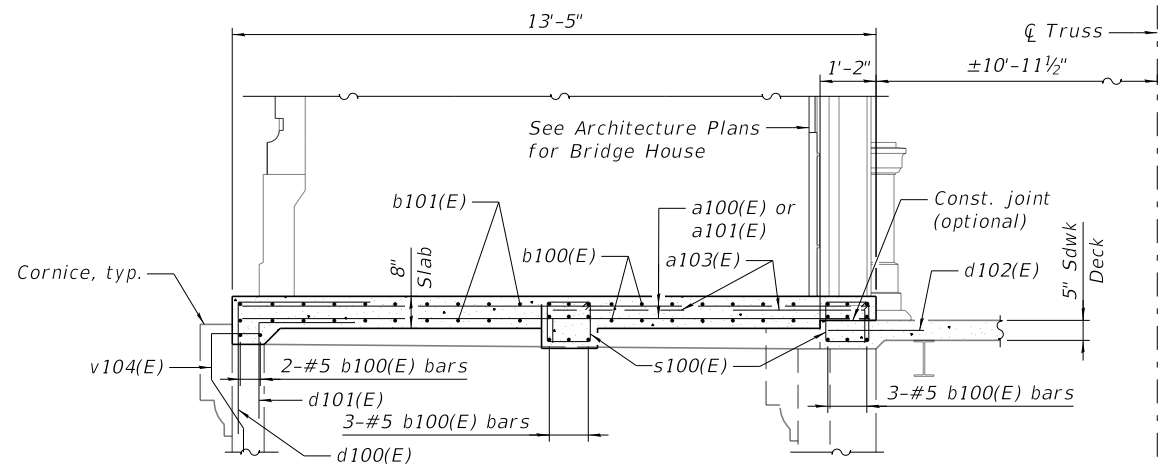 13'-5"
℄ Truss
1'-2"
±10'-11½"
See Architecture Plans
for Bridge House
b101(E)
a100(E) or
a101(E)
Const. joint
(optional)
8"
Slab
b100(E)
a103(E)
5" Sdwk
Deck
Cornice, typ.
d102(E)
v104(E)
2-#5 b100(E) bars
s100(E)
d101(E)
3-#5 b100(E) bars
3-#5 b100(E) bars
d100(E)